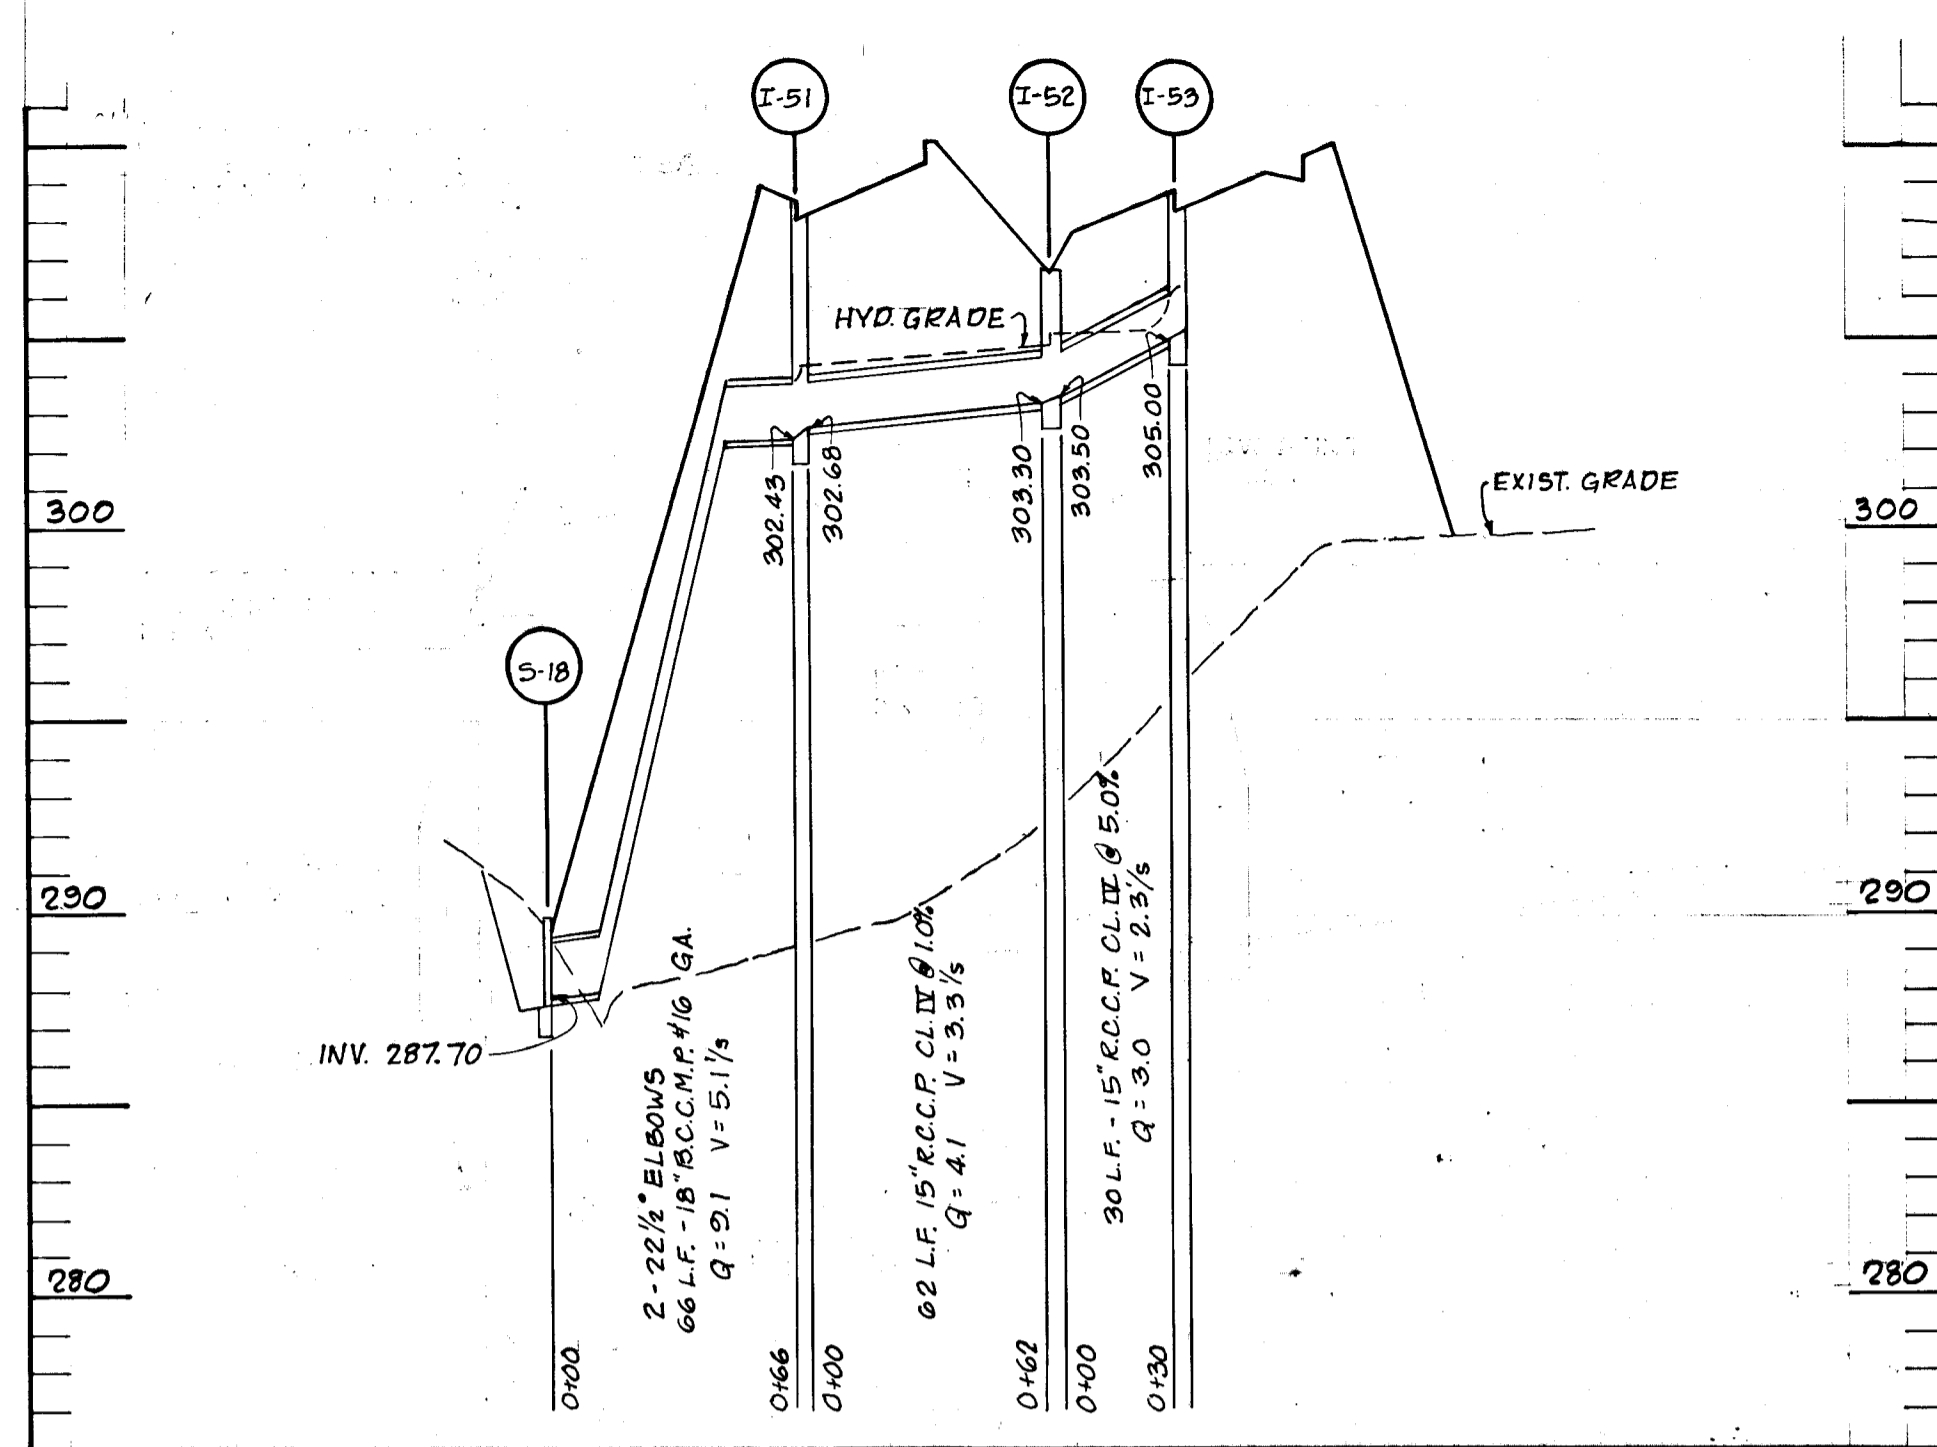 I-51
I-52
I-53
HYD. GRADE
302.43
302.68
303.30
303.50
305.00
EXIST. GRADE
300
300
S-18
290
290
INV. 287.70
2-22½° ELBOWS
66 L.F. - 18" B.C.C.M.P. #16 GA.
Q = 9.1 V = 5.1'/s
62 L.F. 15" R.C.C.P. CL. IV @ 1.0%
Q = 4.1 V = 3.3'/s
30 L.F. - 15" R.C.C.P. CL. IV @ 5.0%
Q = 3.0 V = 2.3'/s
280
280
0+00
0+66
0+00
0+62
0+00
0+30